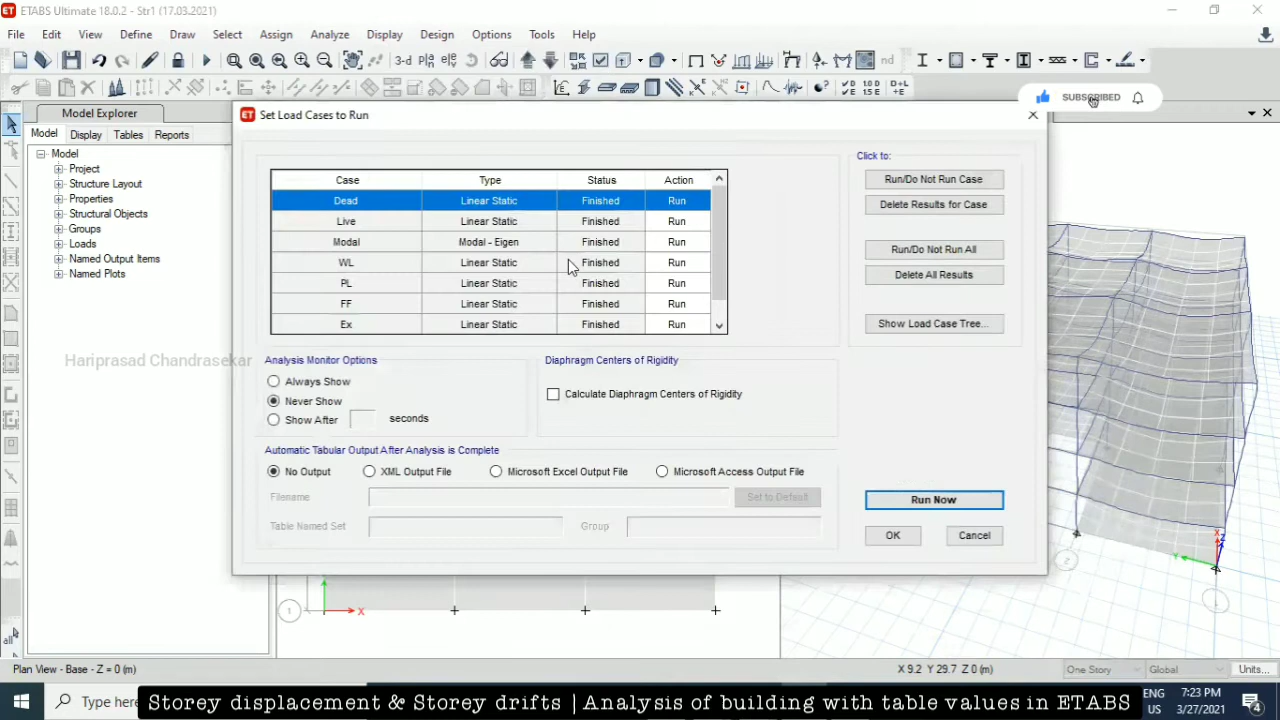 ETABS Ultimate 18.0.2 - Str1 (17.03.2021)
File Edit View Define Draw Select Assign Analyze Display Design Options Tools Help
3-d
nd
SUBSCRIBED
Model Explorer
Model Display Tables Reports
Model
Project
Structure Layout
Properties
Structural Objects
Groups
Loads
Named Output Items
Named Plots
Set Load Cases to Run
Click to:
Case Type Status Action
Dead Linear Static Finished Run
Live Linear Static Finished Run
Modal Modal - Eigen Finished Run
WL Linear Static Finished Run
PL Linear Static Finished Run
FF Linear Static Finished Run
Ex Linear Static Finished Run
Run/Do Not Run Case
Delete Results for Case
Run/Do Not Run All
Delete All Results
Show Load Case Tree...
Hariprasad Chandrasekar
Analysis Monitor Options
Always Show
Never Show
Show After seconds
Diaphragm Centers of Rigidity
Calculate Diaphragm Centers of Rigidity
Automatic Tabular Output After Analysis is Complete
No Output XML Output File Microsoft Excel Output File Microsoft Access Output File
Filename Set to Default
Table Named Set Group
Run Now
OK Cancel
1 X
X Y Z
2
all
Plan View - Base - Z = 0 (m)
X 9.2 Y 29.7 Z 0 (m)
One Story Global Units...
Type here
Storey displacement & Storey drifts | Analysis of building with table values in ETABS
ENG
US
7:23 PM
3/27/2021
4